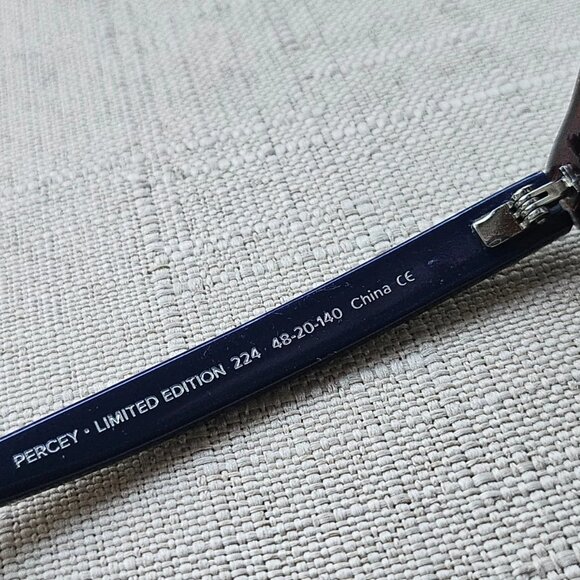 PERCEY • LIMITED EDITION 224 48-20-140 China CE